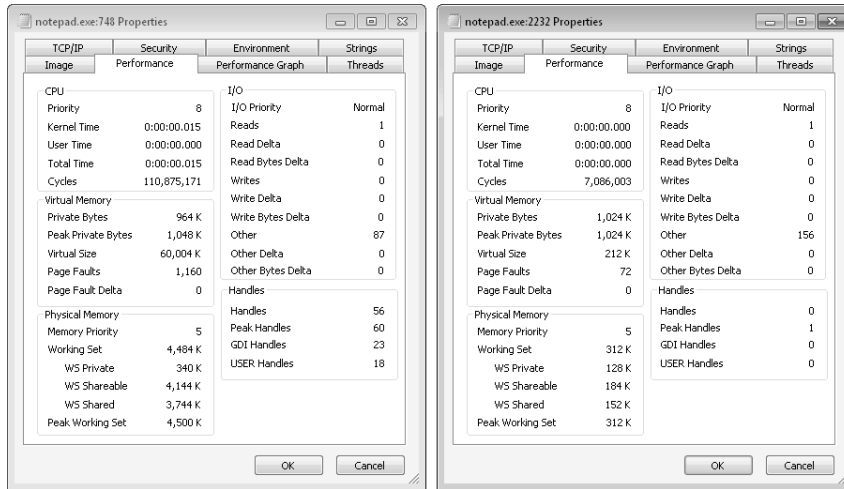 notepad.exe:748 Properties
TCP/IP Security Environment Strings
Image Performance Performance Graph Threads
CPU
Priority 8
Kernel Time 0:00:00.015
User Time 0:00:00.000
Total Time 0:00:00.015
Cycles 110,875,171
Virtual Memory
Private Bytes 964 K
Peak Private Bytes 1,048 K
Virtual Size 60,004 K
Page Faults 1,160
Page Fault Delta 0
Physical Memory
Memory Priority 5
Working Set 4,484 K
WS Private 340 K
WS Shareable 4,144 K
WS Shared 3,744 K
Peak Working Set 4,500 K
I/O
I/O Priority Normal
Reads 1
Read Delta 0
Read Bytes Delta 0
Writes 0
Write Delta 0
Write Bytes Delta 0
Other 87
Other Delta 0
Other Bytes Delta 0
Handles
Handles 56
Peak Handles 60
GDI Handles 23
USER Handles 18
OK Cancel
notepad.exe:2232 Properties
TCP/IP Security Environment Strings
Image Performance Performance Graph Threads
CPU
Priority 8
Kernel Time 0:00:00.000
User Time 0:00:00.000
Total Time 0:00:00.000
Cycles 7,086,003
Virtual Memory
Private Bytes 1,024 K
Peak Private Bytes 1,024 K
Virtual Size 212 K
Page Faults 72
Page Fault Delta 0
Physical Memory
Memory Priority 5
Working Set 312 K
WS Private 128 K
WS Shareable 184 K
WS Shared 152 K
Peak Working Set 312 K
I/O
I/O Priority Normal
Reads 1
Read Delta 0
Read Bytes Delta 0
Writes 0
Write Delta 0
Write Bytes Delta 0
Other 156
Other Delta 0
Other Bytes Delta 0
Handles
Handles 0
Peak Handles 1
GDI Handles 0
USER Handles 0
OK Cancel